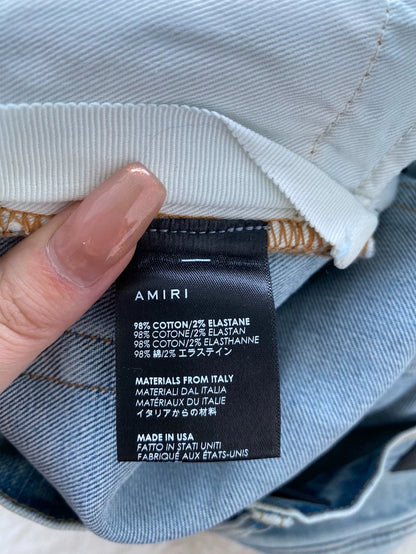 AMIRI
98% COTTON/2% ELASTANE
98% COTONE/2% ELASTAN
98% COTON/2% ELASTHANNE
98% 綿/2% エラステイン
MATERIALS FROM ITALY
MATERIALI DAL ITALIA
MATÉRIAUX DU ITALIE
イタリアからの材料
MADE IN USA
FATTO IN STATI UNITI
FABRIQUÉ AUX ÉTATS-UNIS